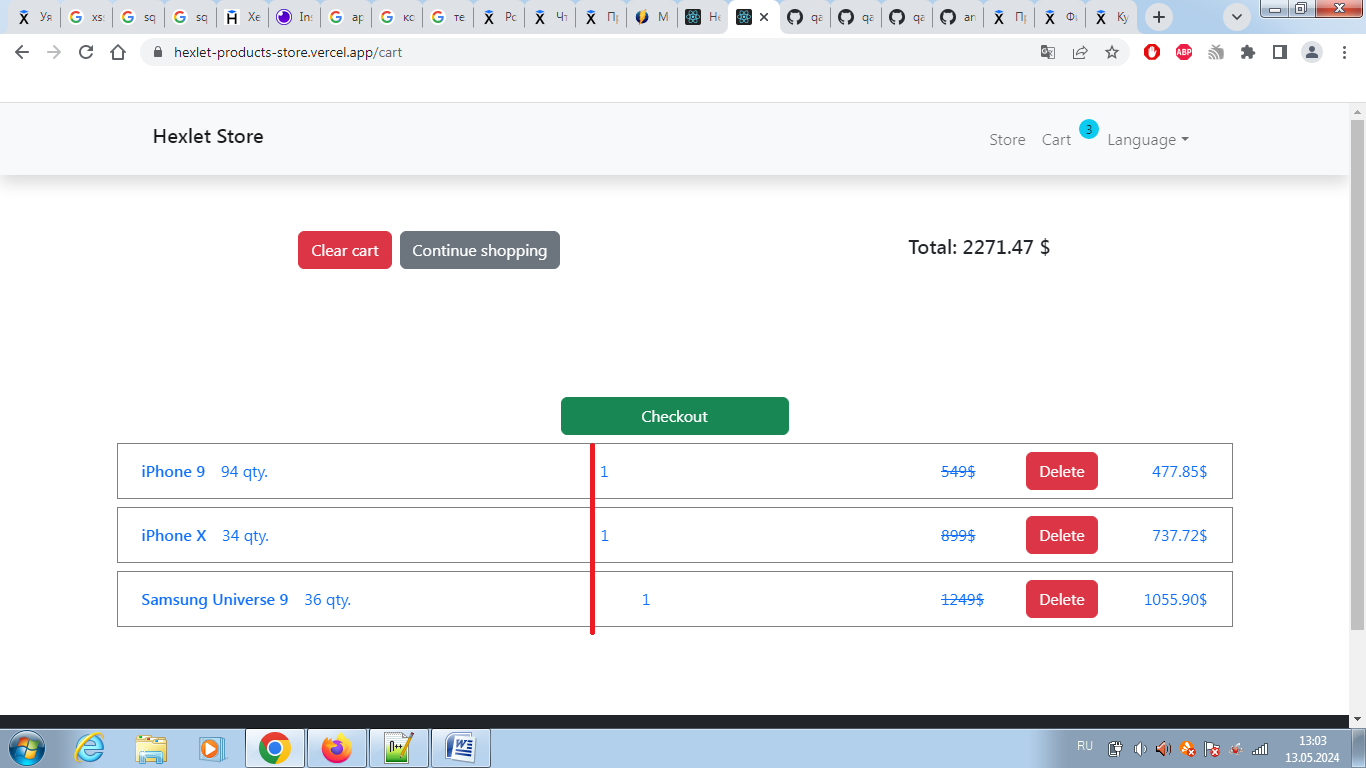 Уя xs: sq sq Xe Ins ap кс те Рс Чт Пр M He qa qa qa an Пр Фі Ку
hexlet-products-store.vercel.app/cart
ABP
Hexlet Store Store Cart 3 Language
Clear cart Continue shopping Total: 2271.47 $
Checkout
iPhone 9 94 qty. 1 549$ Delete 477.85$
iPhone X 34 qty. 1 899$ Delete 737.72$
Samsung Universe 9 36 qty. 1 1249$ Delete 1055.90$
RU 13:03
13.05.2024